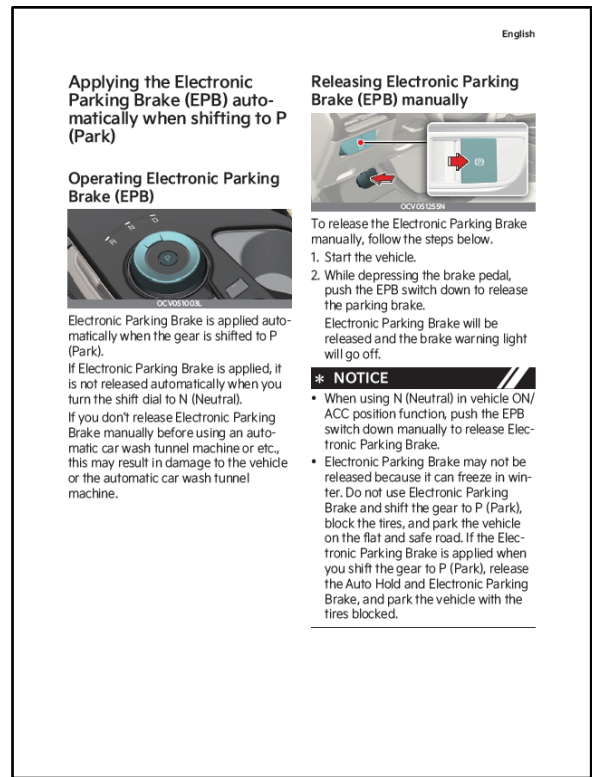 English
Applying the Electronic
Parking Brake (EPB) auto-
matically when shifting to P
(Park)
Operating Electronic Parking
Brake (EPB)
R
N
D
P
OCV051003L
Electronic Parking Brake is applied auto-
matically when the gear is shifted to P
(Park).
If Electronic Parking Brake is applied, it
is not released automatically when you
turn the shift dial to N (Neutral).
If you don't release Electronic Parking
Brake manually before using an auto-
matic car wash tunnel machine or etc.,
this may result in damage to the vehicle
or the automatic car wash tunnel
machine.
Releasing Electronic Parking
Brake (EPB) manually
OCV051255N
To release the Electronic Parking Brake
manually, follow the steps below.
1. Start the vehicle.
2. While depressing the brake pedal,
push the EPB switch down to release
the parking brake.
Electronic Parking Brake will be
released and the brake warning light
will go off.
* NOTICE
• When using N (Neutral) in vehicle ON/
ACC position function, push the EPB
switch down manually to release Elec-
tronic Parking Brake.
• Electronic Parking Brake may not be
released because it can freeze in win-
ter. Do not use Electronic Parking
Brake and shift the gear to P (Park),
block the tires, and park the vehicle
on the flat and safe road. If the Elec-
tronic Parking Brake is applied when
you shift the gear to P (Park), release
the Auto Hold and Electronic Parking
Brake, and park the vehicle with the
tires blocked.